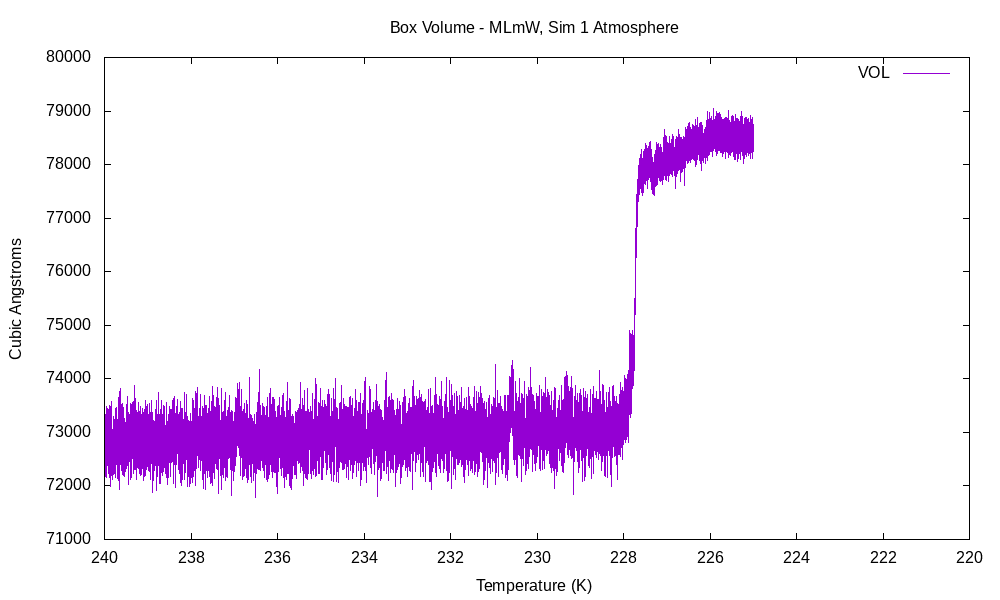 Box Volume - MLmW, Sim 1 Atmosphere
VOL
80000
79000
78000
77000
76000
75000
74000
73000
72000
71000
Cubic Angstroms
240 238 236 234 232 230 228 226 224 222 220
Temperature (K)